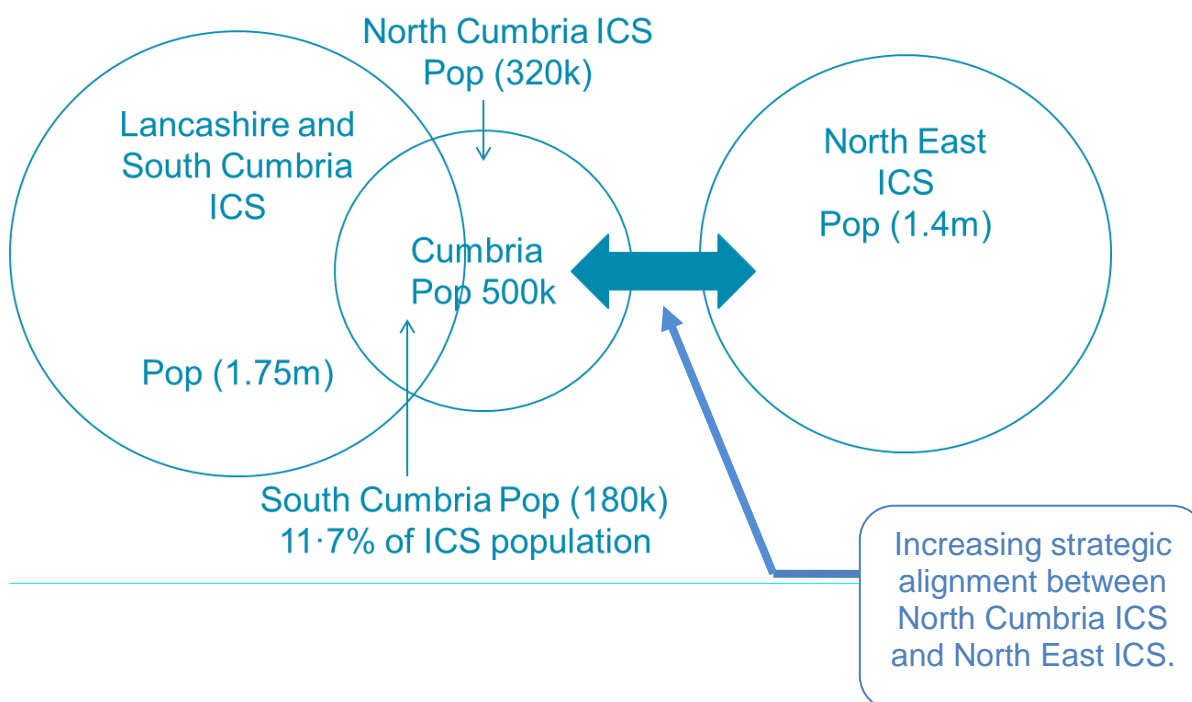 North Cumbria ICS
Pop (320k)
Lancashire and
South Cumbria
ICS
North East
ICS
Pop (1.4m)
Cumbria
Pop 500k
Pop (1.75m)
South Cumbria Pop (180k)
11·7% of ICS population
Increasing strategic
alignment between
North Cumbria ICS
and North East ICS.